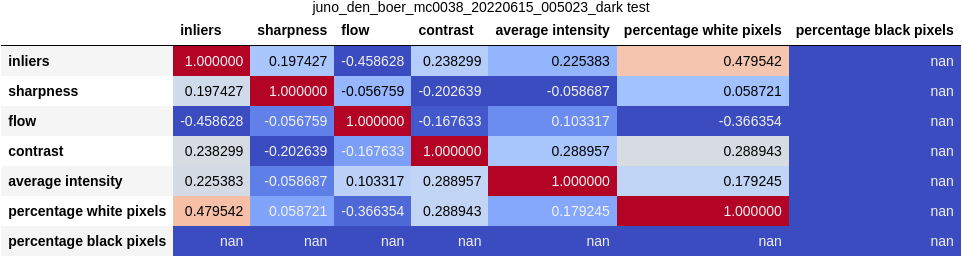 juno_den_boer_mc0038_20220615_005023_dark test
inliers sharpness flow contrast average intensity percentage white pixels percentage black pixels
inliers 1.000000 0.197427 -0.458628 0.238299 0.225383 0.479542 nan
sharpness 0.197427 1.000000 -0.056759 -0.202639 -0.058687 0.058721 nan
flow -0.458628 -0.056759 1.000000 -0.167633 0.103317 -0.366354 nan
contrast 0.238299 -0.202639 -0.167633 1.000000 0.288957 0.288943 nan
average intensity 0.225383 -0.058687 0.103317 0.288957 1.000000 0.179245 nan
percentage white pixels 0.479542 0.058721 -0.366354 0.288943 0.179245 1.000000 nan
percentage black pixels nan nan nan nan nan nan nan